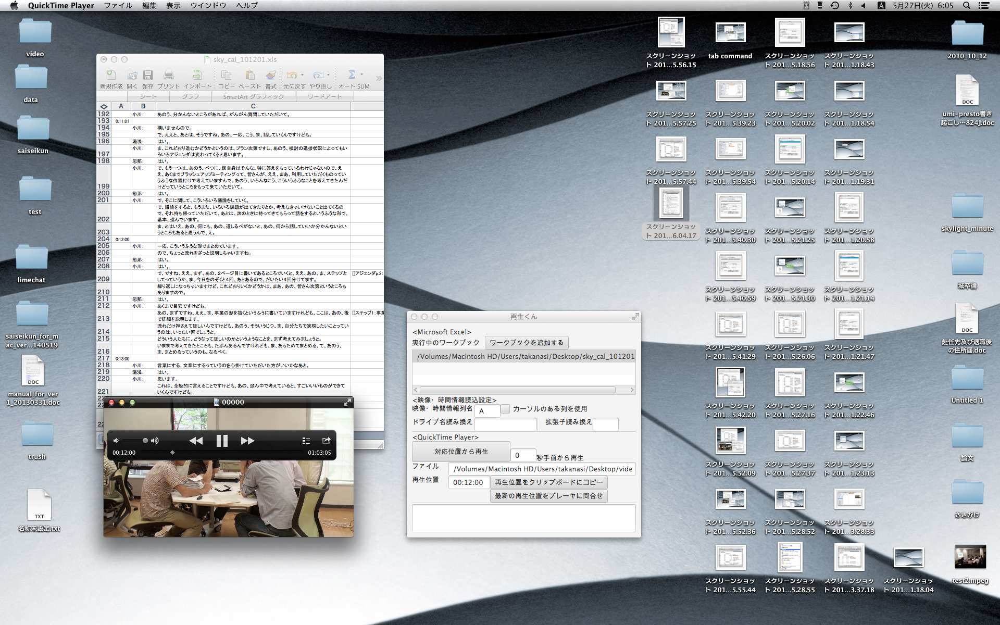 QuickTime Player ファイル 編集 表示 ウインドウ ヘルプ
A 5月27日(火) 6:05
video
data
saiseikun
test
limechat
saiseikun_for_m
ac_ver...140519
DOC
manual_for_ver
1_20130331.doc
trush
TXT
名称未設定.txt
sky_cal_101201.xls
新規作成 開く 保存 プリント インポート コピー ペースト 書式 元に戻す やり直し オート SUM
シート グラフ SmartArt グラフィック ワードアート
A B C
192 小川: あのう、分かんないところがあれば、がんがん質問していただいて。
193 0:11:01
194 小川: 構いませんので。
195 で、ええと、あとは、そうですね、あの、一応、こう、ま、話していくんですけども。
196 湯浅: はい。
小川: ま、これどおり進むかどうかというのは、プラン次第ですし、あのう、検討の進捗状況によってもい
197 ろいろアジェンダは変わってくると思います。
198 忽那: はい。
小川: で、もう一つは、あのう、べつに、僕自身はそんな、特に答えをもっているわけじゃないので、え
え、あくまでブラッシュアップミーティングって、皆さんが、ええ、まあ、利用していただくものってい
うふうな位置付けで考えていますんで、あのう、いろんなこう、こういうふうなことを考えてきたんだ
199 けどっていうところをもって来ていただいて。
200 忽那: はい。
201 小川: で、そこに関して、こういろいろ議論をしていく。
で、議論をすると、もうまた、いろいろ課題が出てきたりとか、考えなきゃいけないこと出てくるの
で、それ持ち帰っていただいて、あとは、次のときに持ってきてもらって話をするというふうな形で、
202 基本、進んでいます。
ま、とはいえ、あの、何にも、あの、道しるべがないと、あの、何から話していいか分かんないとい
203 うところもあると思うんで、え。
204 0:12:00
205 小川: 一応、こういうふうな形でまとめています。
206 ので、ちょっと流れをざっと説明しちゃいますね。
207 忽那: はい。
208 小川: はい。
で、ですね、ええ、まず、あの、2ページ目に書いてあるところでいくと、ええ、あの、ま、ステップと [[アジェンダp.2:
209 してっていうか、ま、今日をのぞくと4回、あとあるので、だいたい4回分けてます。
繰り返しになっちゃいますけど、これどおりいくかどうかは、まあ、あの、皆さん次第というところも
210 ありますので。
211 忽那: はい。
212 小川: あくまで目安ですけども。
あの、まずですね、ええ、ま、事業の形を描くというふうに書いていますけれども、ここは、あの、後 [[ステップ1:事業
213 で詳細を説明します。
流れだけ押さえてほしいんですけども、あのう、そういうじつ、ま、自分たちで実現したいことってい
214 うのは、いったい何でしょうと。
215 どういう人たちに、どうなってほしいのかというようなことを、まず考えてみましょうと。
いままで考えてきたところも、たぶんあるんですけれども、ま、あらためてまとめる、て、あのう、
216 ま、まとめるっていうのも、なるべく。
217 0:13:00
218 小川: 言葉にする、文章にするっていうのを心掛けていただいた方がいいかなあと。
219 湯浅: はい。
220 小川: 思います。
これは、全般的に言えることですけども、あの、頭ん中で考えていると、すごいいいものができて
221 いくんですけども。
00000
00:12:00 01:03:05
再生くん
<Microsoft Excel>
実行中のワークブック ワークブックを追加する
/Volumes/Macintosh HD/Users/takanasi/Desktop/sky_cal_101201
<映像・時間情報読込設定>
映像・時間情報列名 A カーソルのある列を使用
ドライブ名読み換え 拡張子読み換え
<QuickTime Player>
対応位置から再生 0 秒手前から再生
ファイル /Volumes/Macintosh HD/Users/takanasi/Desktop/vide
再生位置 00:12:00 再生位置をクリップボードにコピー
最新の再生位置をプレーヤに問合せ
スクリーンショッ tab command スクリーンショッ スクリーンショッ
ト 201...5.56.15 ト 201...5.18.56 ト 201...1.18.43
スクリーンショッ スクリーンショッ スクリーンショッ スクリーンショッ
ト 201...5.57.25 ト 201...5.39.23 ト 201...5.20.02 ト 201...1.18.54
スクリーンショッ スクリーンショッ スクリーンショッ スクリーンショッ
ト 201...5.57.44 ト 201...5.39.54 ト 201...5.20.14 ト 201...1.19.31
スクリーンショッ スクリーンショッ スクリーンショッ スクリーンショッ
ト 201...6.04.17 ト 201...5.40.30 ト 201...5.21.25 ト 201...1.20.58
スクリーンショッ スクリーンショッ スクリーンショッ
ト 201...5.40.59 ト 201...5.21.30 ト 201...1.21.14
スクリーンショッ スクリーンショッ スクリーンショッ
ト 201...5.41.29 ト 201...5.26.06 ト 201...1.21.47
スクリーンショッ スクリーンショッ スクリーンショッ
ト 201...5.42.20 ト 201...5.27.16 ト 201...1.22.46
スクリーンショッ スクリーンショッ スクリーンショッ
ト 201...5.52.09 ト 201...5.27.37 ト 201...1.23.13
スクリーンショッ スクリーンショッ スクリーンショッ
ト 201...5.52.36 ト 201...5.28.52 ト 201...3.28.33
スクリーンショッ スクリーンショッ スクリーンショッ スクリーンショッ
ト 201...5.55.44 ト 201...5.28.55 ト 201...3.37.18 ト 201...1.18.04
2010_10_12
DOC
umi-presto書き
起こし…824J.doc
skylight_minute
城卒論
DOC
赴任先及び退職後
の住所届.doc
Untitled 1
論文
さきがけ
test2.mpeg